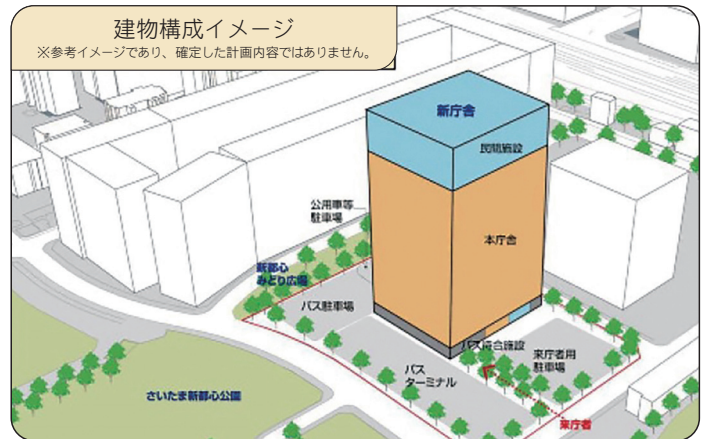 建物構成イメージ
※参考イメージであり、確定した計画内容ではありません。
新庁舎
民間施設
公用車等
駐車場
本庁舎
新都心
みどり広場
バス駐車場
バス待合施設
来庁者用
駐車場
バス
ターミナル
さいたま新都心公園
来庁者